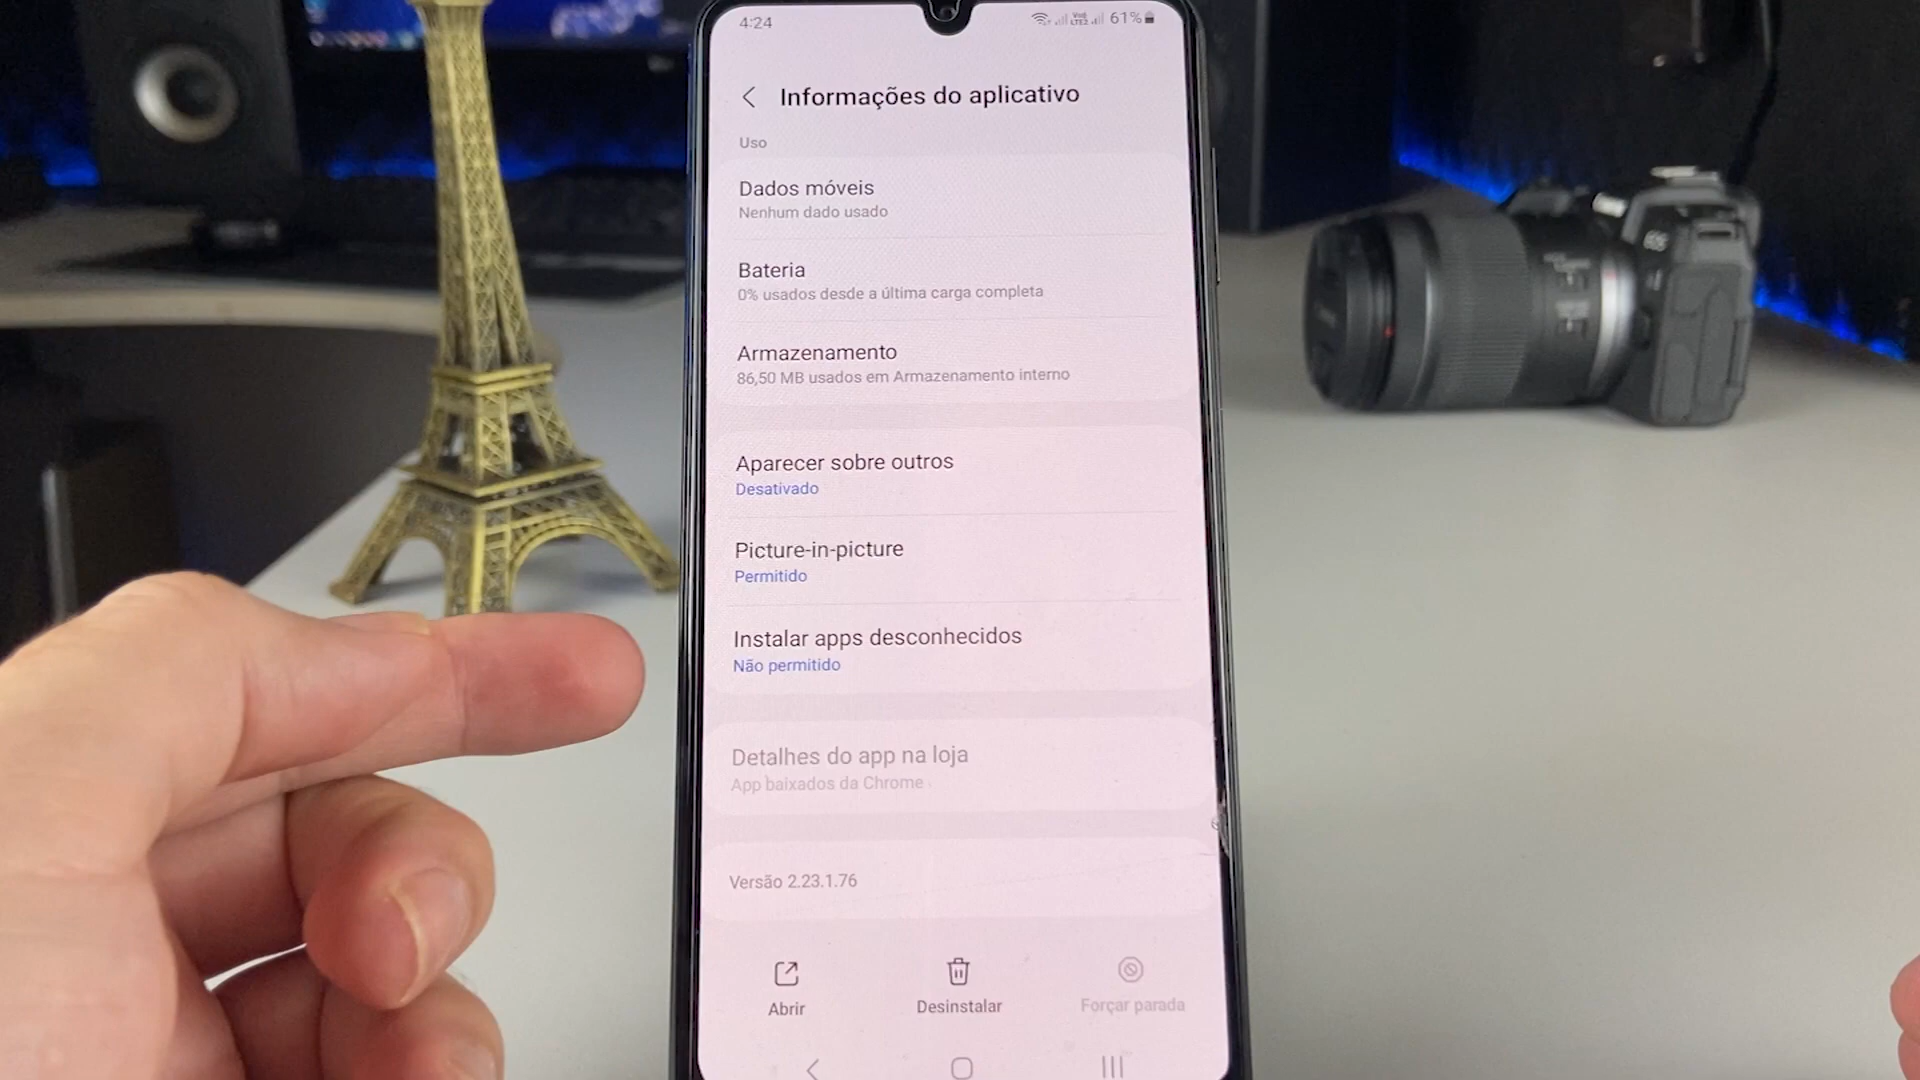 4:24
61%
Informações do aplicativo
Uso
Dados móveis
Nenhum dado usado
Bateria
0% usados desde a última carga completa
Armazenamento
86,50 MB usados em Armazenamento interno
Aparecer sobre outros
Desativado
Picture-in-picture
Permitido
Instalar apps desconhecidos
Não permitido
Detalhes do app na loja
App baixados da Chrome
Versão 2.23.1.76
Abrir
Desinstalar
Forçar parada